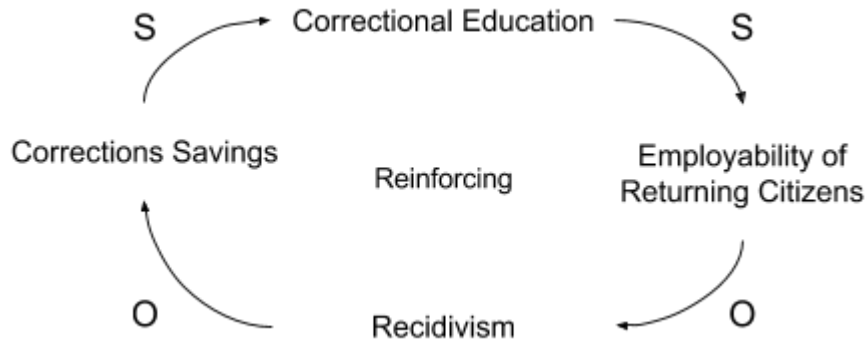 S
Correctional Education
S
Corrections Savings
Reinforcing
Employability of
Returning Citizens
O
Recidivism
O